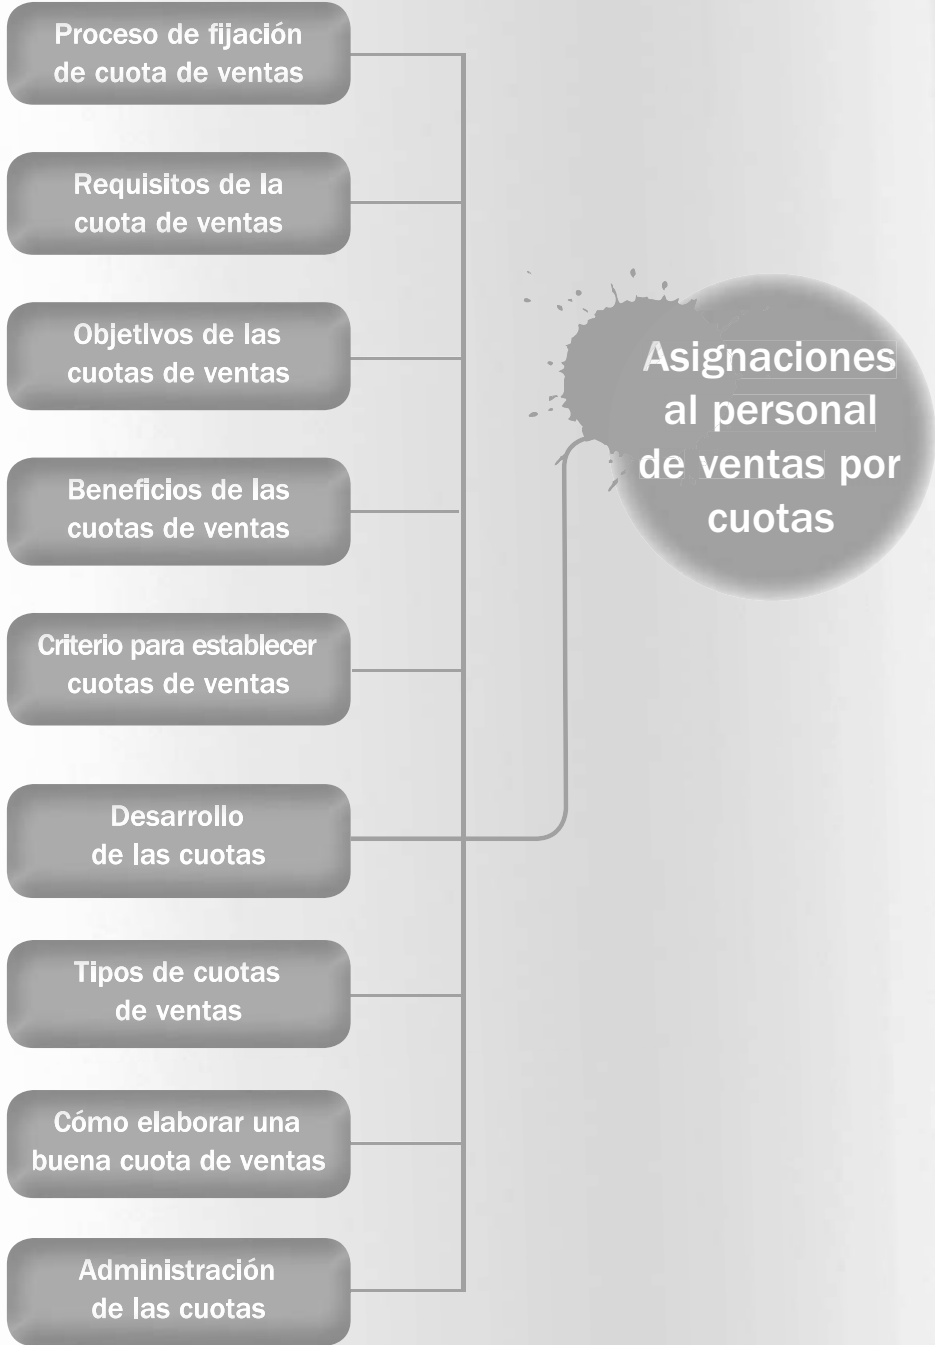 Proceso de fijación
de cuota de ventas
Requisitos de la
cuota de ventas
Objetivos de las
cuotas de ventas
Beneficios de las
cuotas de ventas
Criterio para establecer
cuotas de ventas
Desarrollo
de las cuotas
Tipos de cuotas
de ventas
Cómo elaborar una
buena cuota de ventas
Administración
de las cuotas
Asignaciones
al personal
de ventas por
cuotas